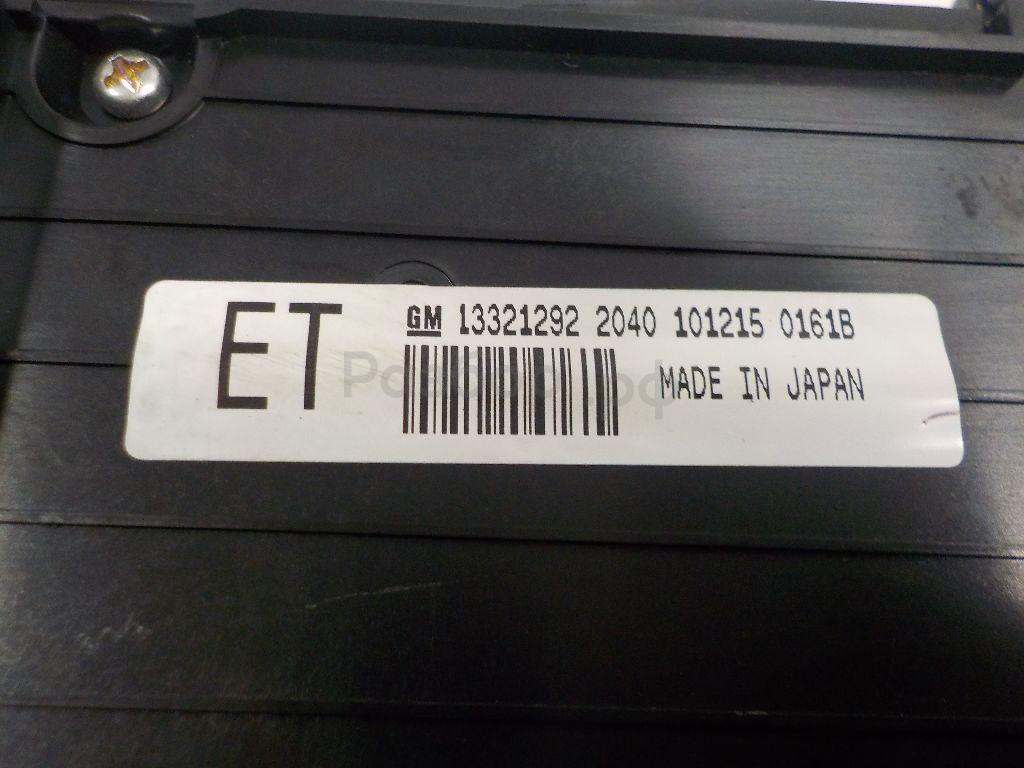 ET
GM 13321292 2040 101215 0161B
MADE IN JAPAN